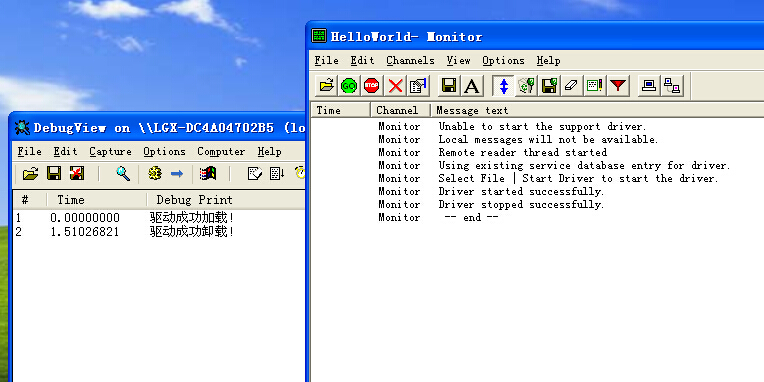 HelloWorld- Monitor
File Edit Channels View Options Help
GO STOP A
Time Channel Message text
Monitor Unable to start the support driver.
Monitor Local messages will not be available.
Monitor Remote reader thread started
Monitor Using existing service database entry for driver.
Monitor Select File | Start Driver to start the driver.
Monitor Driver started successfully.
Monitor Driver stopped successfully.
Monitor -- end --
DebugView on \\LGX-DC4A04702B5 (lo
File Edit Capture Options Computer Help
# Time Debug Print
1 0.00000000 驱动成功加载!
2 1.51026821 驱动成功卸载!